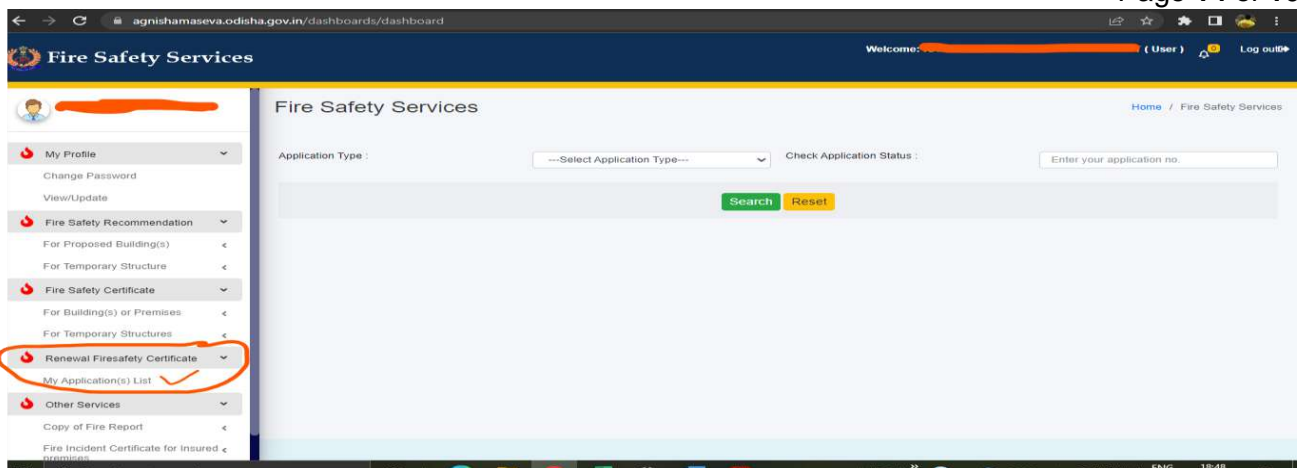 agnishamaseva.odisha.gov.in/dashboards/dashboard
Fire Safety Services
Welcome:
( User )
Log out
Fire Safety Services
Home / Fire Safety Services
My Profile
Change Password
View/Update
Fire Safety Recommendation
For Proposed Building(s)
For Temporary Structure
Fire Safety Certificate
For Building(s) or Premises
For Temporary Structures
Renewal Firesafety Certificate
My Application(s) List
Other Services
Copy of Fire Report
Fire Incident Certificate for Insured
premises
Application Type :
---Select Application Type---
Check Application Status :
Enter your application no.
Search Reset
ENG 18:48